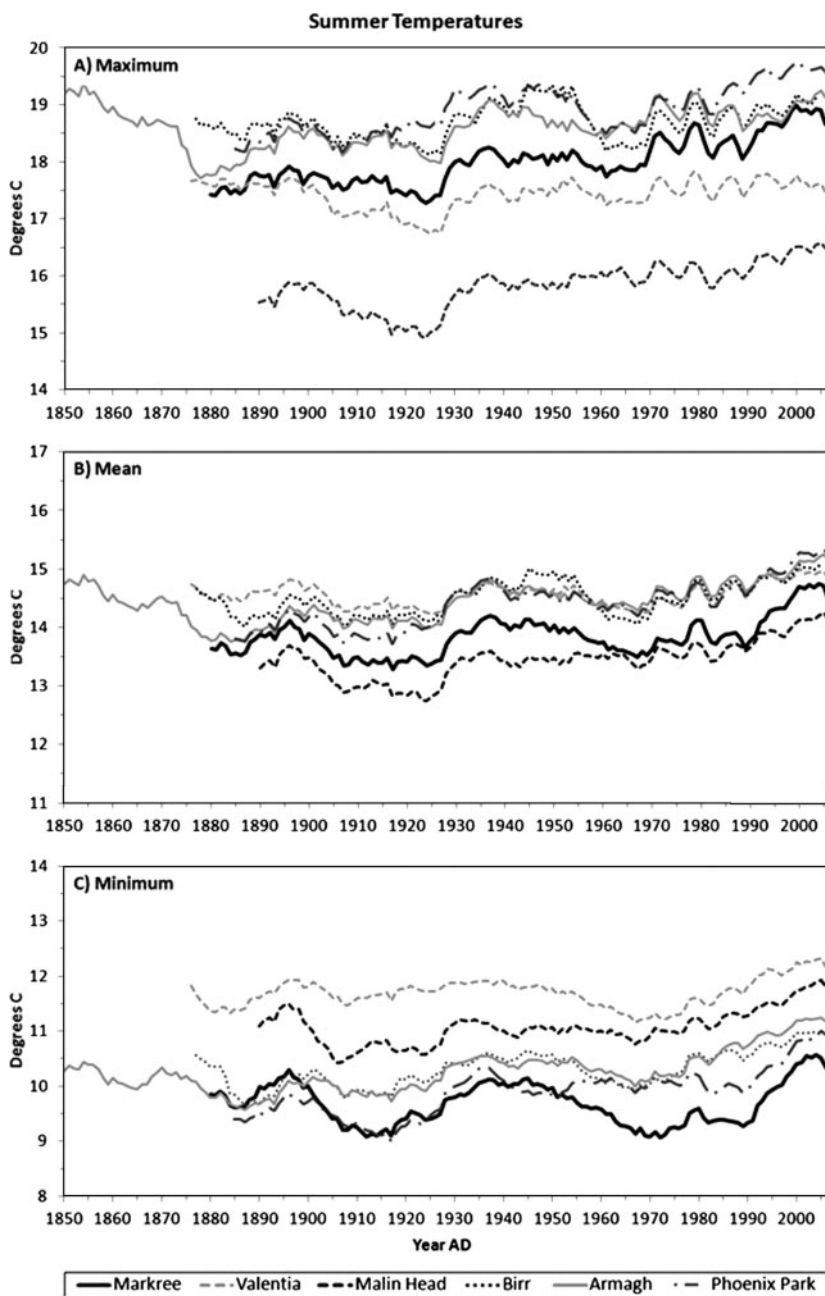 Summer Temperatures
A) Maximum
Degrees C
20
19
18
17
16
15
14
1850 1860 1870 1880 1890 1900 1910 1920 1930 1940 1950 1960 1970 1980 1990 2000
B) Mean
Degrees C
17
16
15
14
13
12
11
1850 1860 1870 1880 1890 1900 1910 1920 1930 1940 1950 1960 1970 1980 1990 2000
C) Minimum
Degrees C
14
13
12
11
10
9
8
1850 1860 1870 1880 1890 1900 1910 1920 1930 1940 1950 1960 1970 1980 1990 2000
Year AD
Markree Valentia Malin Head Birr Armagh Phoenix Park